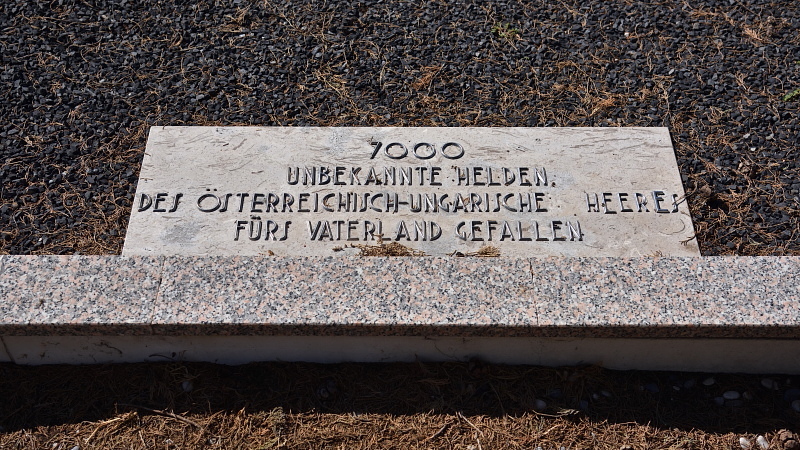 7000
UNBEKANNTE HELDEN.
DES ÖSTERREICHISCH-UNGARISCHE HEERES
FÜRS VATERLAND GEFALLEN